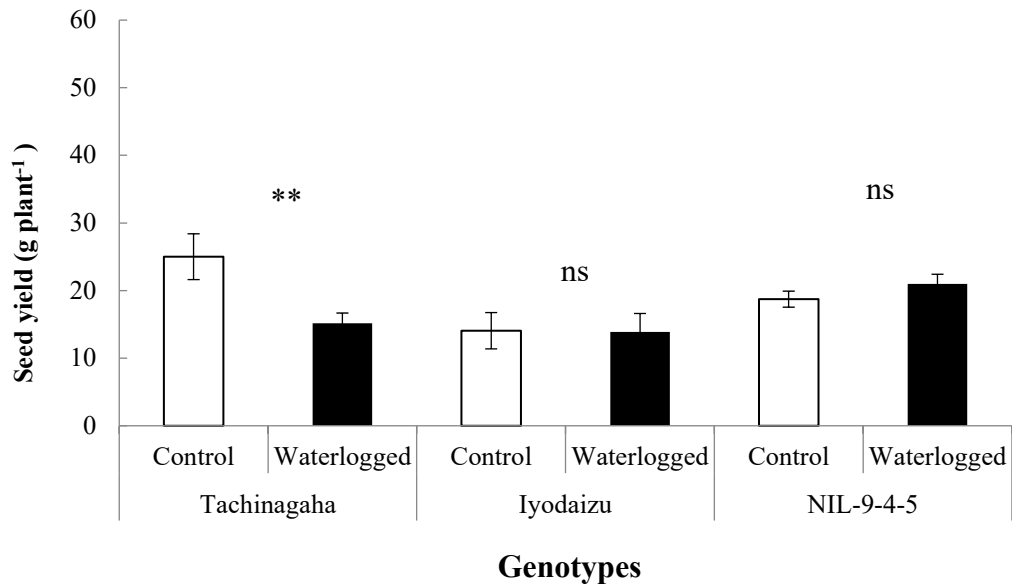 Seed yield (g plant⁻¹)
60
50
40
30
20
10
0
**
ns
ns
Control Waterlogged Control Waterlogged Control Waterlogged
Tachinagaha Iyodaizu NIL-9-4-5
Genotypes